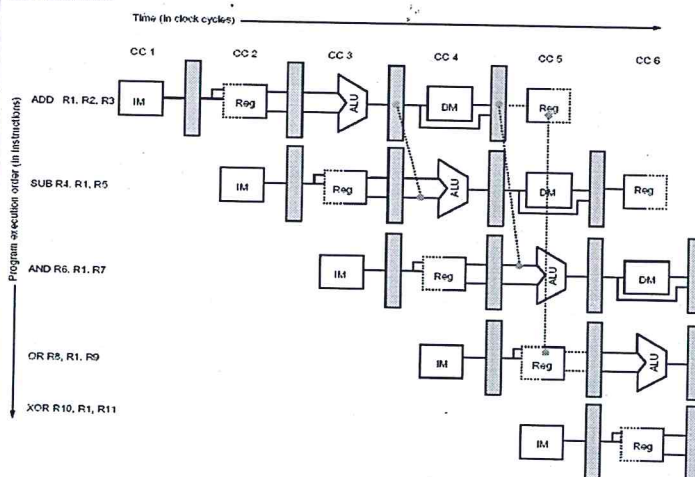 Time (in clock cycles)
CC 1 CC 2 CC 3 CC 4 CC 5 CC 6
Program execution order (in instructions)
ADD R1, R2, R3 IM Reg ALU DM Reg
SUB R4, R1, R5 IM Reg ALU DM Reg
AND R6, R1, R7 IM Reg ALU DM
OR R8, R1, R9 IM Reg ALU
XOR R10, R1, R11 IM Reg